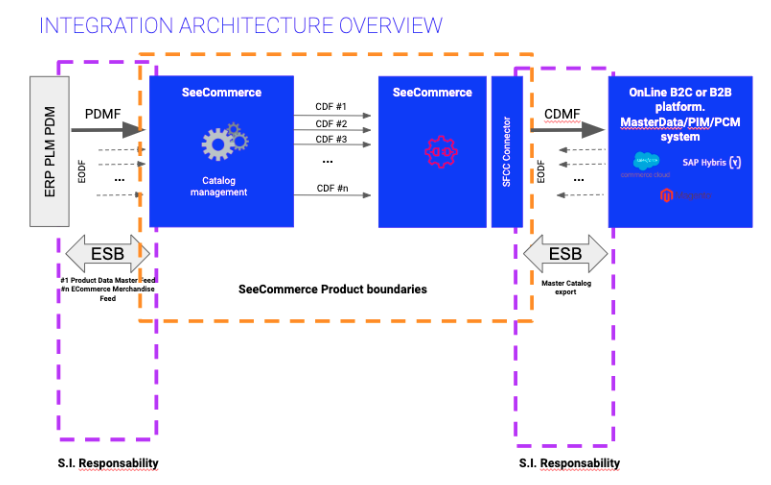 INTEGRATION ARCHITECTURE OVERVIEW
ERP PLM PDM
PDMF
EODF
...
ESB
#1 Product Data Master Feed
#n ECommerce Merchandise
Feed
SeeCommerce
Catalog
management
CDF #1
CDF #2
CDF #3
...
CDF #n
SeeCommerce
SFCC Connector
SeeCommerce Product boundaries
CDMF
EODF
...
ESB
Master Catalog
export
OnLine B2C or B2B
platform.
MasterData/PIM/PCM
system
commerce cloud
SAP Hybris (Y)
S.I. Responsability
S.I. Responsability